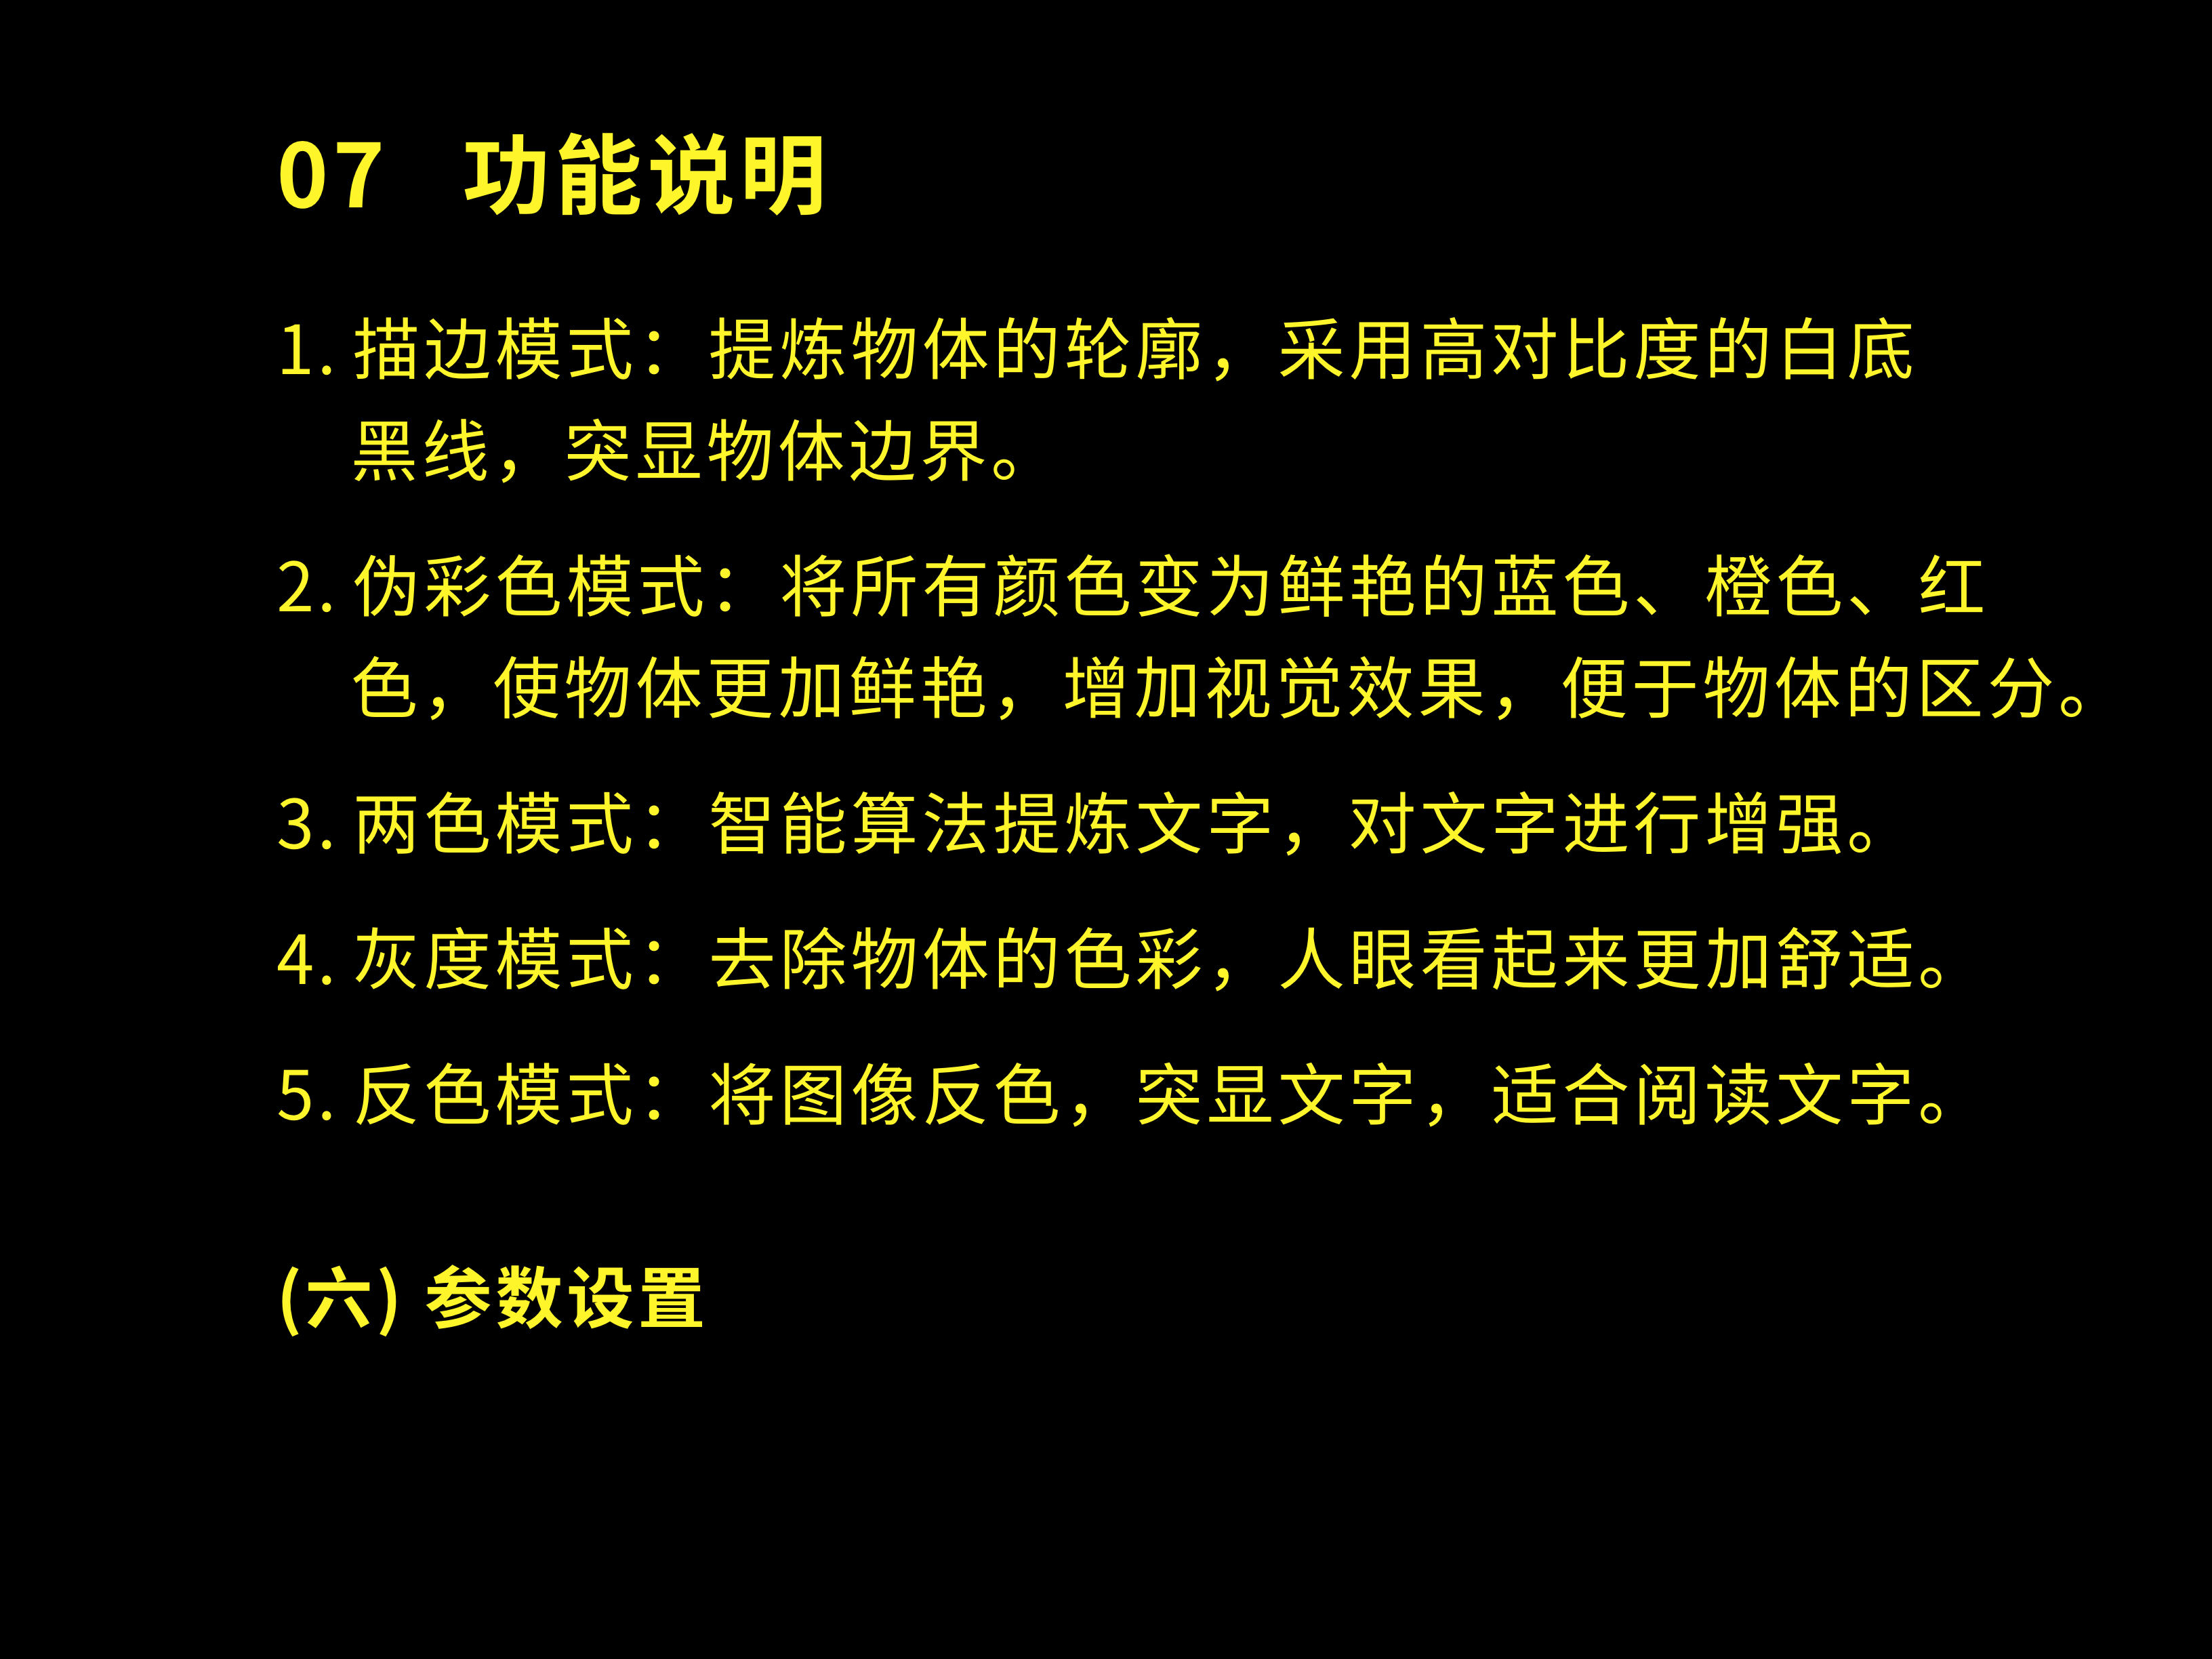 07 功能说明
1. 描边模式：提炼物体的轮廓，采用高对比度的白底
黑线，突显物体边界。
2. 伪彩色模式：将所有颜色变为鲜艳的蓝色、橙色、红
色，使物体更加鲜艳，增加视觉效果，便于物体的区分。
3. 两色模式：智能算法提炼文字，对文字进行增强。
4. 灰度模式：去除物体的色彩，人眼看起来更加舒适。
5. 反色模式：将图像反色，突显文字，适合阅读文字。
(六) 参数设置